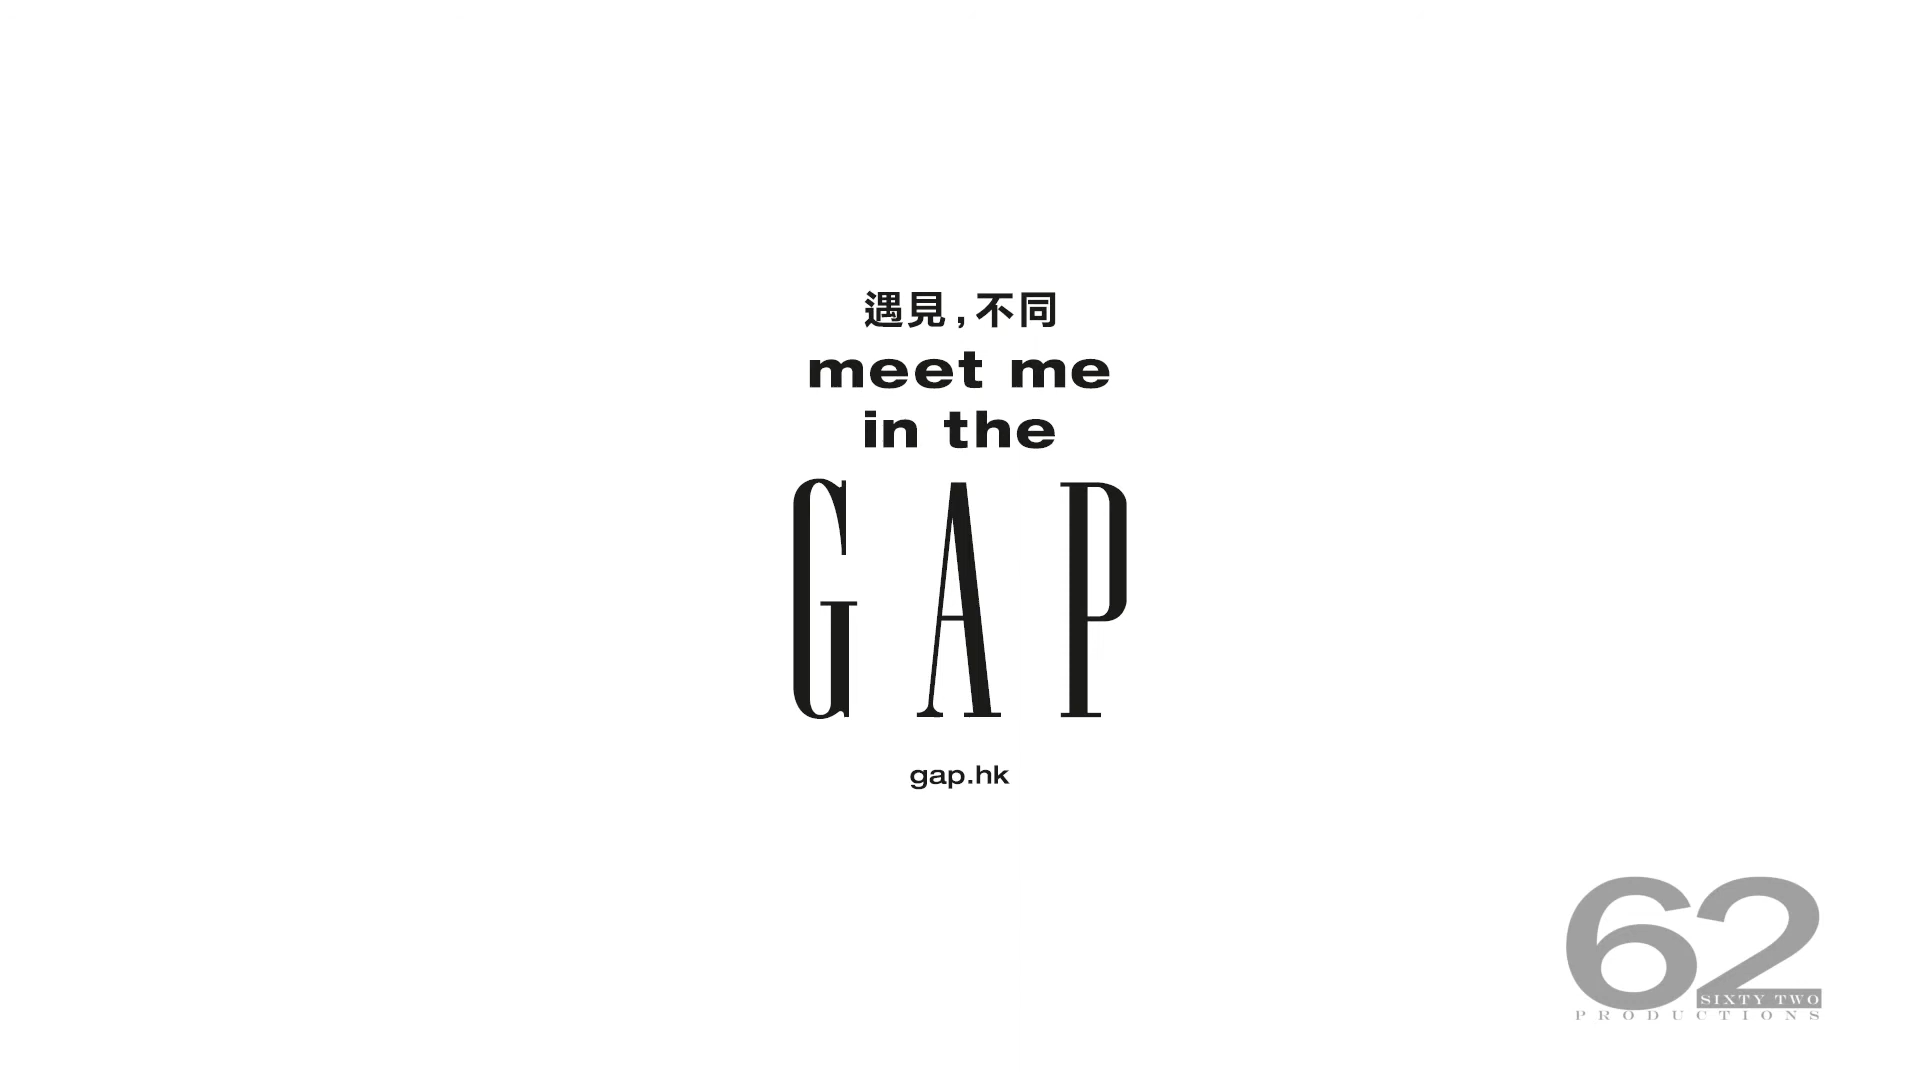 遇見,不同
meet me
in the
GAP
gap.hk
62
SIXTY TWO
PRODUCTIONS